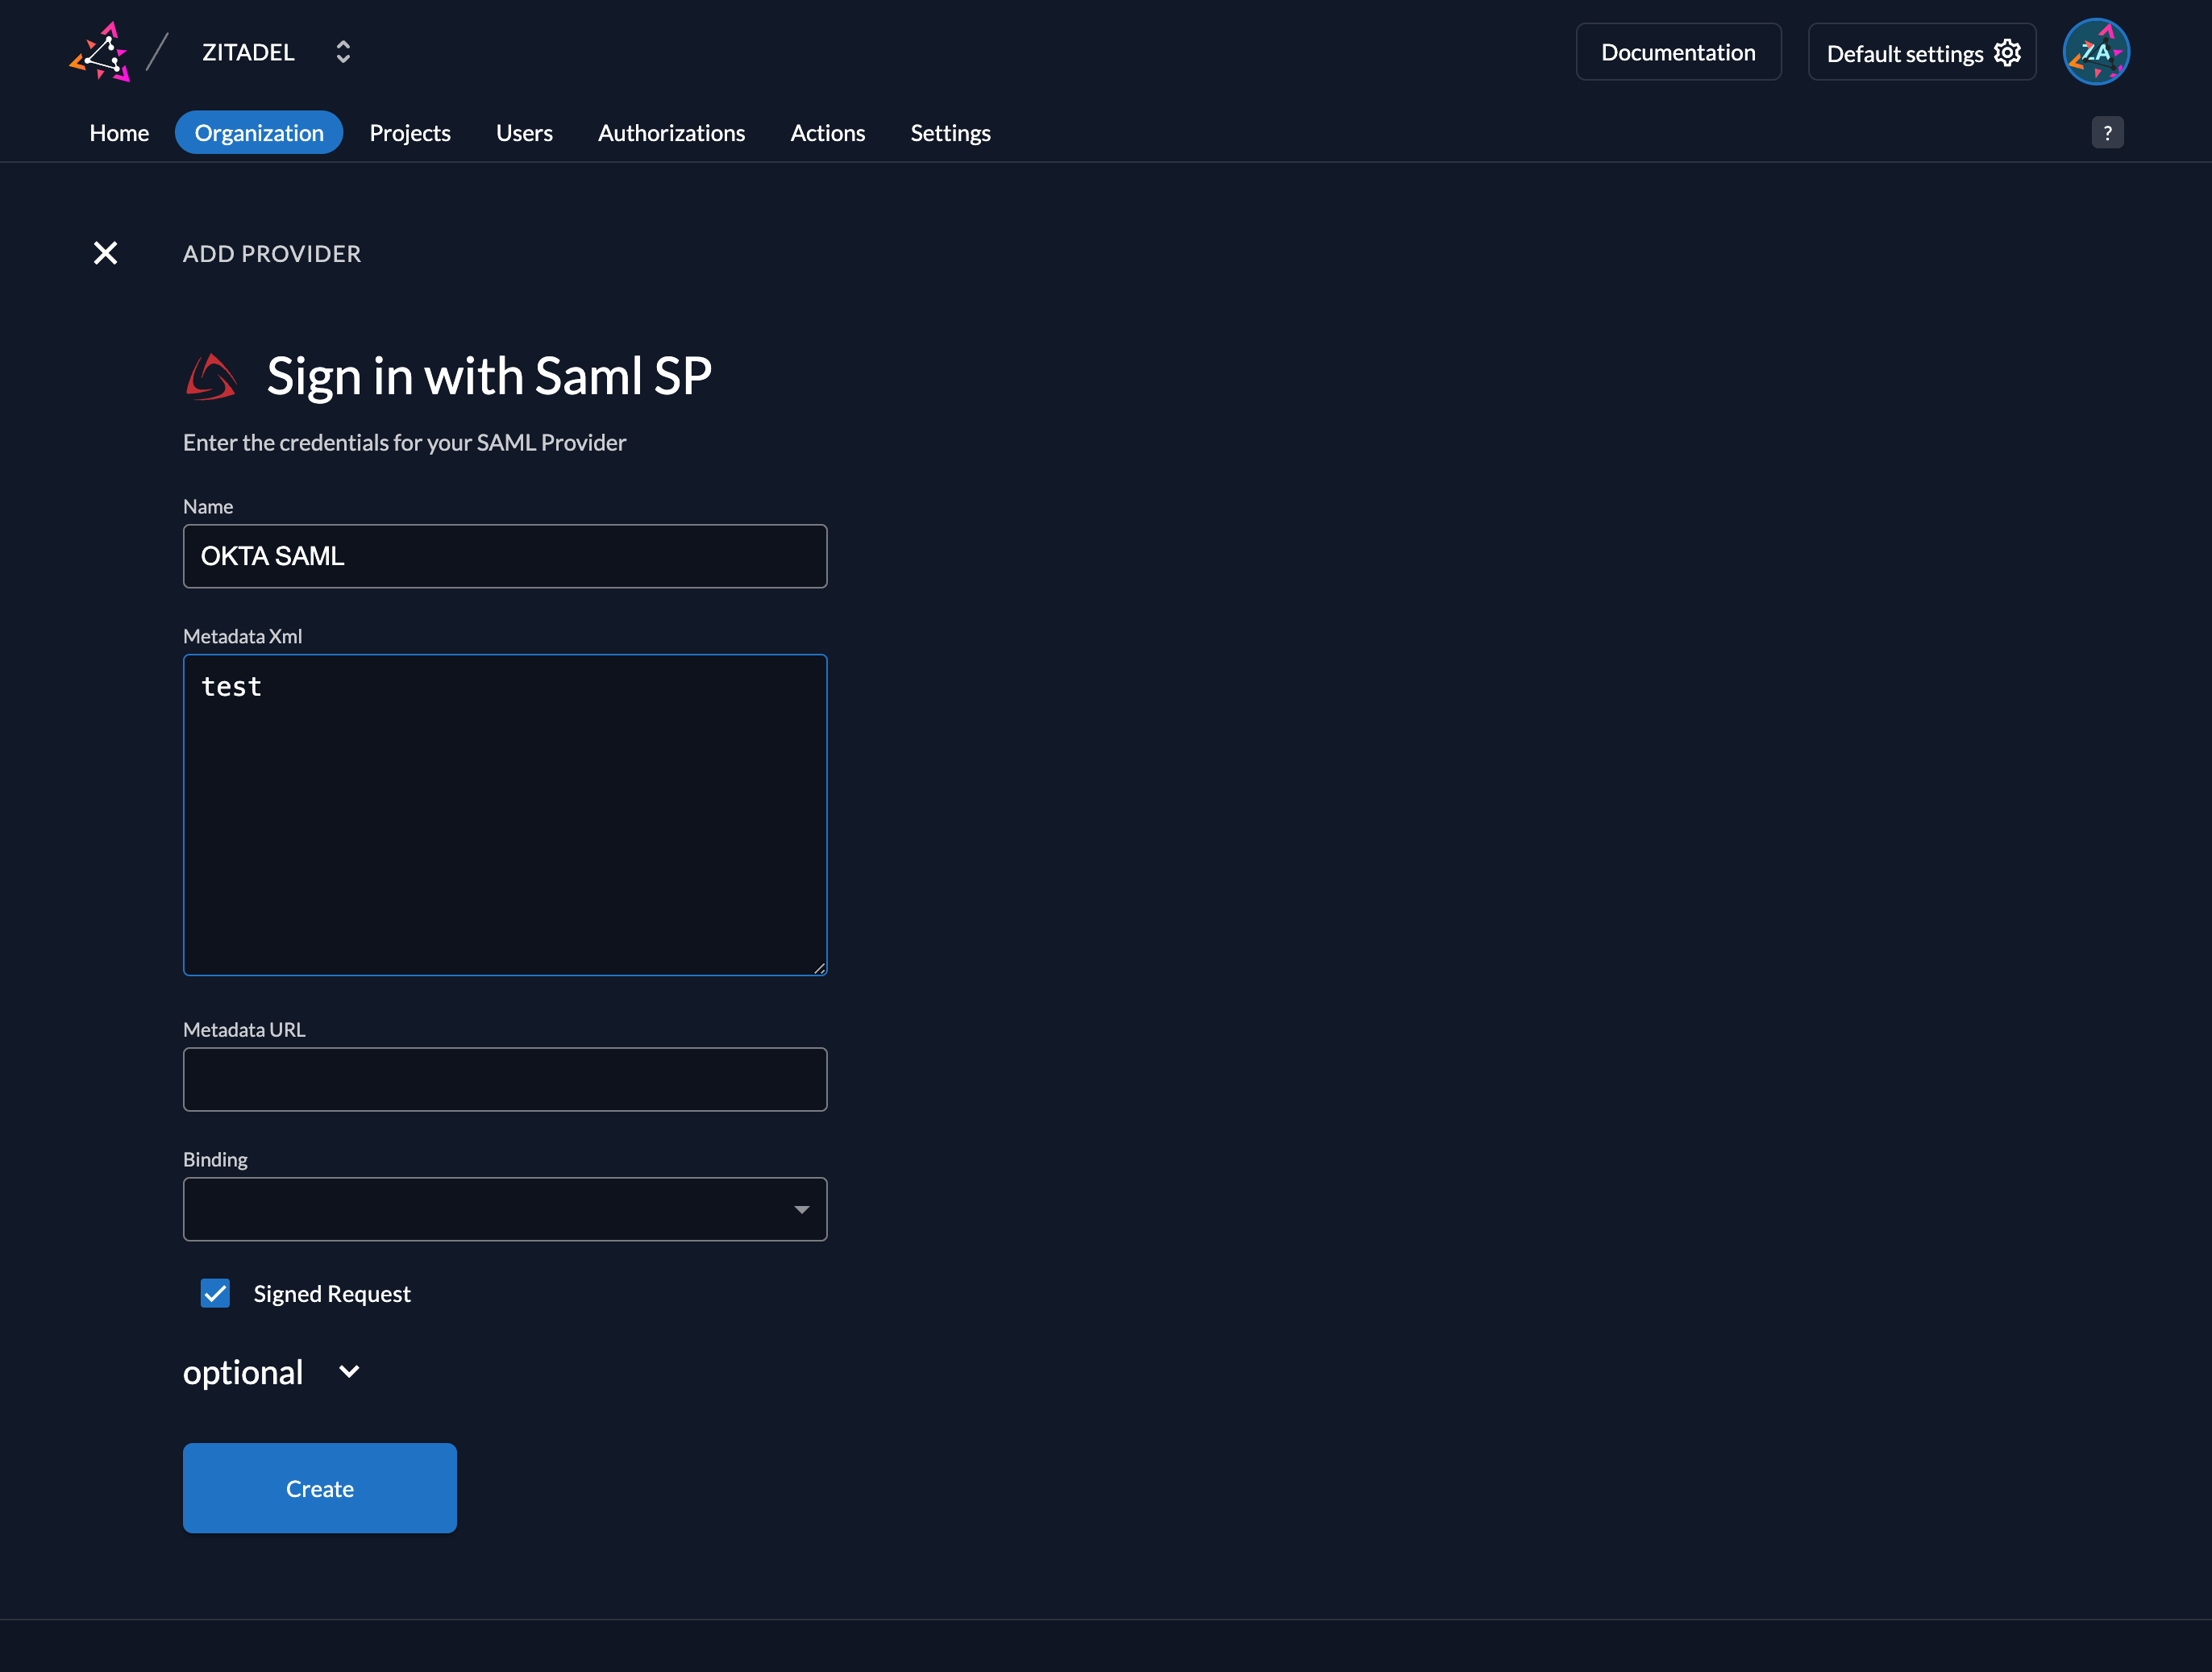 ZITADEL
Documentation
Default settings
ZA
Home
Organization
Projects
Users
Authorizations
Actions
Settings
?
ADD PROVIDER
Sign in with Saml SP
Enter the credentials for your SAML Provider
Name
OKTA SAML
Metadata Xml
test
Metadata URL
Binding
Signed Request
optional
Create